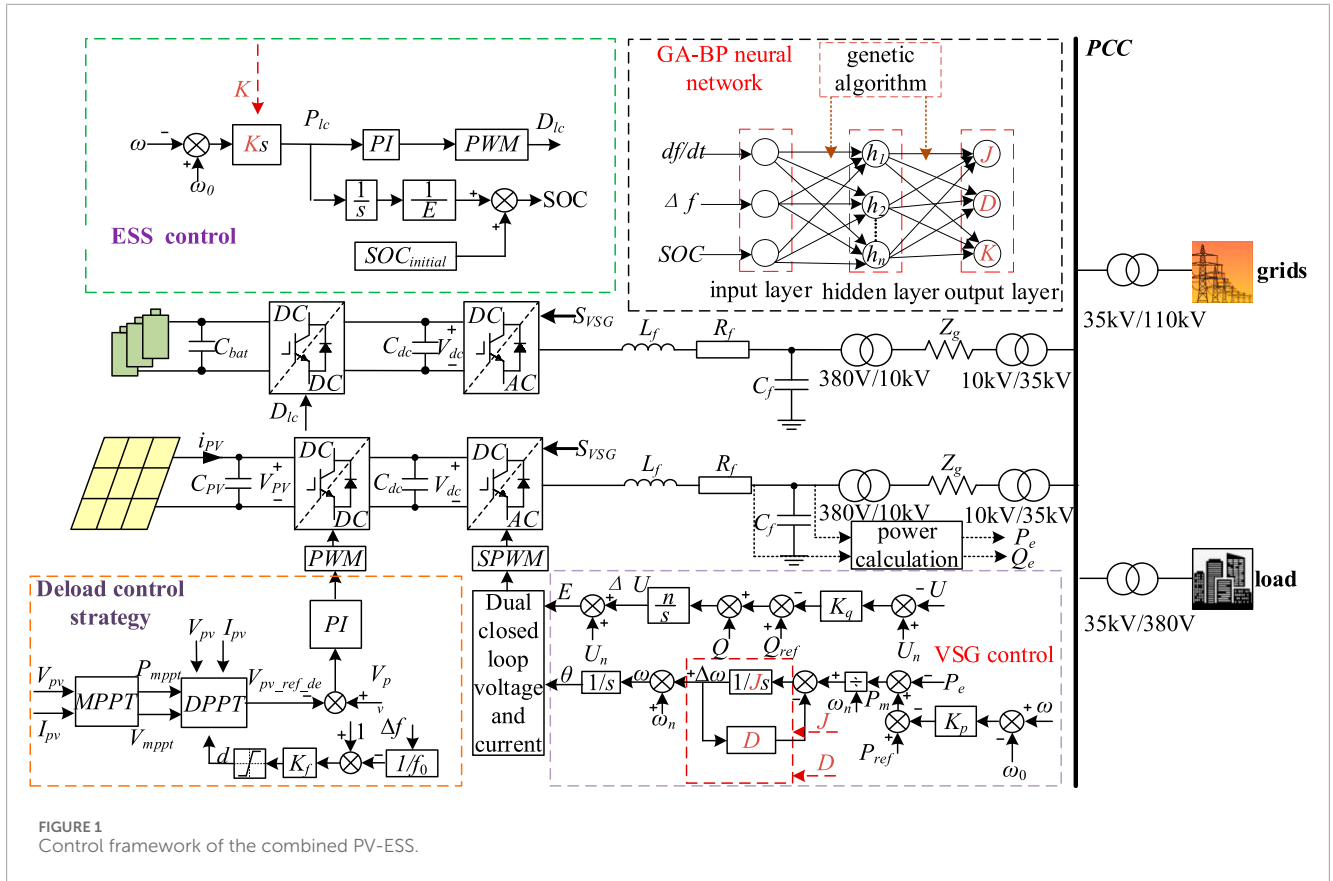 K
ω
−
+
ω0
Ks
Plc
PI
PWM
Dlc
1
s
1
E
+
+
SOC
SOCinitial
ESS control
GA-BP neural
network
genetic
algorithm
df/dt
Δ f
SOC
h1
h2
hn
J
D
K
input layer hidden layer output layer
PCC
grids
35kV/110kV
Cbat
DC
DC
Cdc
+
Vdc
−
DC
AC
SVSG
Lf
Rf
Cf
380V/10kV
Zg
10kV/35kV
Dlc
iPV
CPV
+
VPV
−
DC
DC
Cdc
+
Vdc
−
DC
AC
SVSG
Lf
Rf
Cf
380V/10kV
Zg
10kV/35kV
power
calculation
Pe
Qe
load
35kV/380V
PWM
SPWM
Deload control
strategy
PI
Vpv
Ipv
Vpv
Ipv
MPPT
Pmppt
Vmppt
DPPT
Vpv_ref_de
−
+
Vp
v
d
Kf
+
1
−
Δf
1/f0
Dual
closed
loop
voltage
and
current
E
+
+
Un
Δ U
n
s
+
+
Q
−
+
Qref
Kq
−
+
Un
U
VSG control
θ
1/s
ω
+
+
ωn
Δω
1/Js
D
+
−
J
D
÷
ωn
Pm
−
+
Pe
−
+
Pref
Kp
+
−
ω
ω0
FIGURE 1
Control framework of the combined PV-ESS.